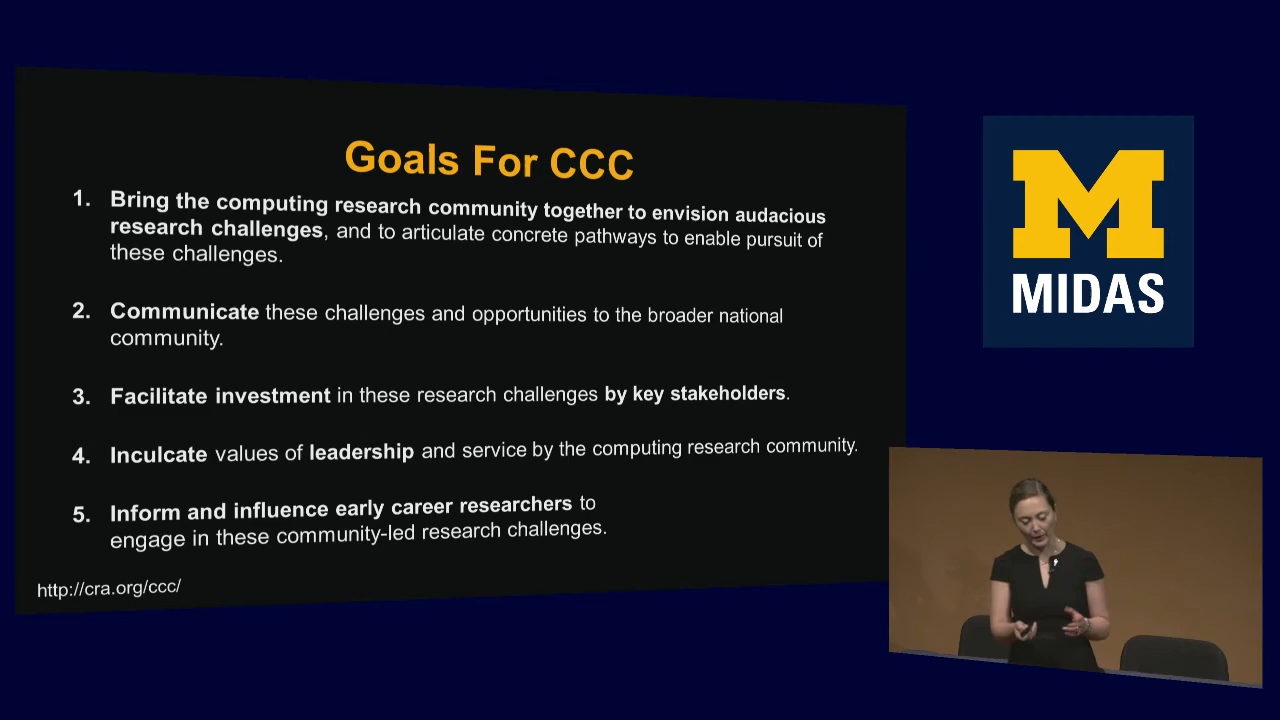 Goals For CCC
1. Bring the computing research community together to envision audacious
research challenges, and to articulate concrete pathways to enable pursuit of
these challenges.
2. Communicate these challenges and opportunities to the broader national
community.
3. Facilitate investment in these research challenges by key stakeholders.
4. Inculcate values of leadership and service by the computing research community.
5. Inform and influence early career researchers to
engage in these community-led research challenges.
http://cra.org/ccc/
M
MIDAS